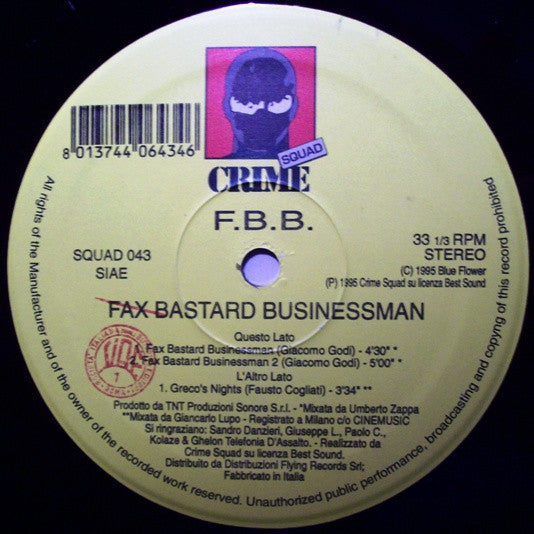 8 013744 064346
SQUAD
CRIME
F.B.B.
SQUAD 043
SIAE
33 1/3 RPM
STEREO
(C) 1995 Blue Flower
(P) 1995 Crime Squad su licenza Best Sound
FAX BASTARD BUSINESSMAN
Questo Lato
1. Fax Bastard Businessman (Giacomo Godi) - 4'30" *
2. Fax Bastard Businessman 2 (Giacomo Godi) - 5'00" *
L'Altro Lato
1. Greco's Nights (Fausto Cogliati) - 3'34" **
Prodotto da TNT Produzioni Sonore S.r.l. - *Mixata da Umberto Zappa
**Mixata da Giancarlo Lupo - Registrato a Milano c/o CINEMUSIC
Si ringraziano: Sandro Danzieri, Giuseppe L., Paolo C.,
Kolaze & Ghelon Telefonia D'Assalto. - Realizzato da
Crime Squad su licenza Best Sound.
Distribuito da Distribuzioni Flying Records Srl;
Fabbricato in Italia
All rights of the Manufacturer and of the owner of the recorded work reserved. Unauthorized public performance, broadcasting and copyng of this record prohibited